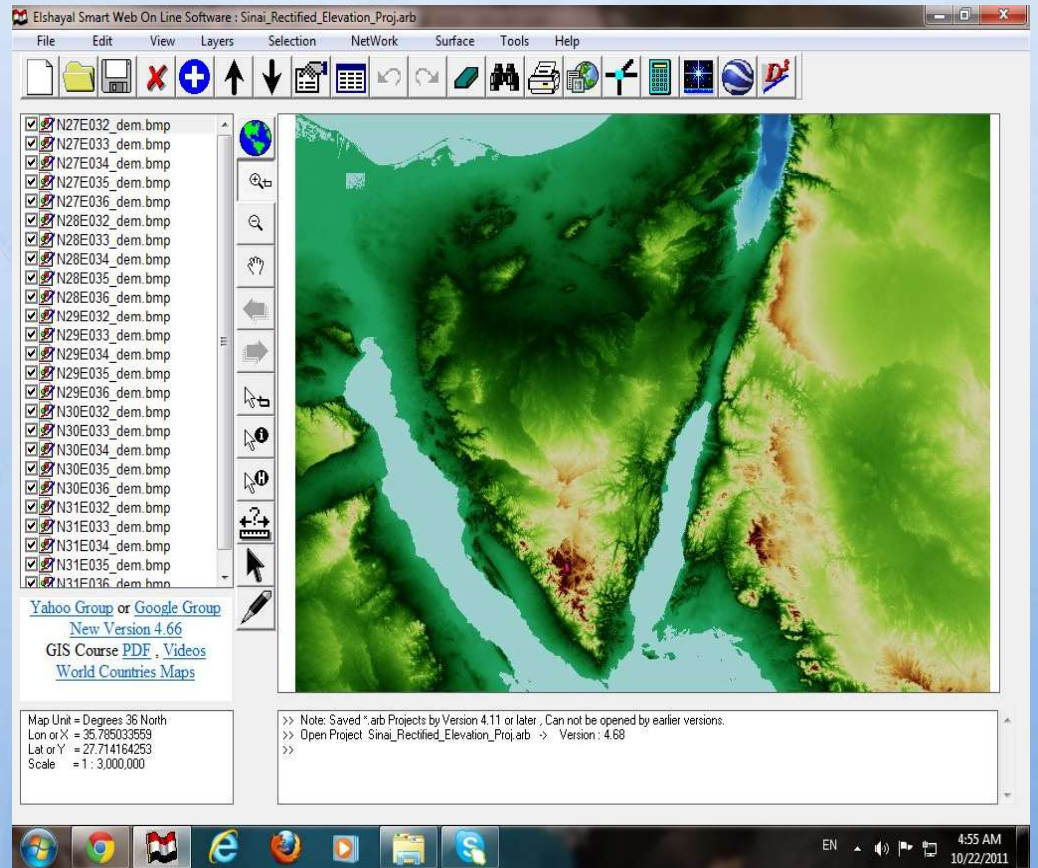 Elshayal Smart Web On Line Software : Sinai_Rectified_Elevation_Proj.arb
File Edit View Layers Selection NetWork Surface Tools Help
N27E032_dem.bmp
N27E033_dem.bmp
N27E034_dem.bmp
N27E035_dem.bmp
N27E036_dem.bmp
N28E032_dem.bmp
N28E033_dem.bmp
N28E034_dem.bmp
N28E035_dem.bmp
N28E036_dem.bmp
N29E032_dem.bmp
N29E033_dem.bmp
N29E034_dem.bmp
N29E035_dem.bmp
N29E036_dem.bmp
N30E032_dem.bmp
N30E033_dem.bmp
N30E034_dem.bmp
N30E035_dem.bmp
N30E036_dem.bmp
N31E032_dem.bmp
N31E033_dem.bmp
N31E034_dem.bmp
N31E035_dem.bmp
N31E036_dem.bmp
Yahoo Group or Google Group
New Version 4.66
GIS Course PDF , Videos
World Countries Maps
Map Unit = Degrees 36 North
Lon or X = 35.785033559
Lat or Y = 27.714164253
Scale = 1 : 3,000,000
>> Note: Saved *.arb Projects by Version 4.11 or later , Can not be opened by earlier versions.
>> Open Project Sinai_Rectified_Elevation_Proj.arb -> Version : 4.68
>>
EN 4:55 AM
10/22/2011